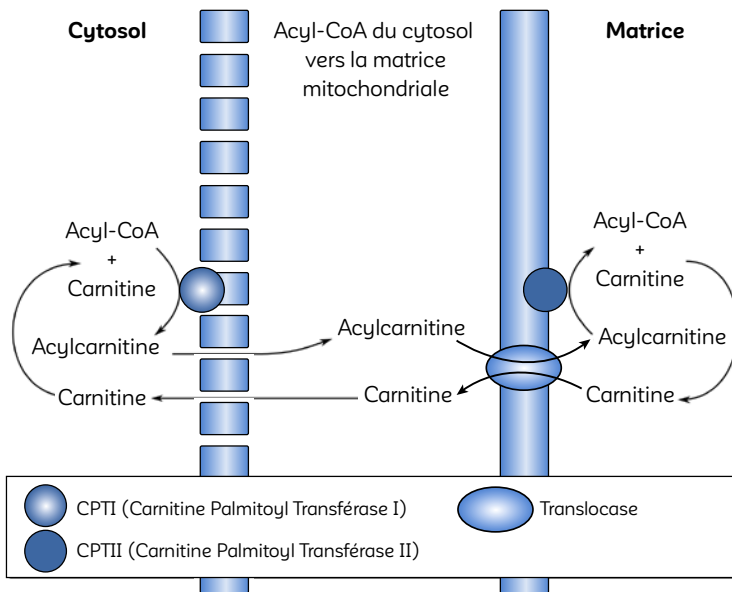 Cytosol
Acyl-CoA du cytosol
vers la matrice
mitochondriale
Matrice
Acyl-CoA
+
Carnitine
Acylcarnitine
Carnitine
Acylcarnitine
Carnitine
Acyl-CoA
+
Carnitine
Acylcarnitine
Carnitine
CPTI (Carnitine Palmitoyl Transférase I)
Translocase
CPTII (Carnitine Palmitoyl Transférase II)